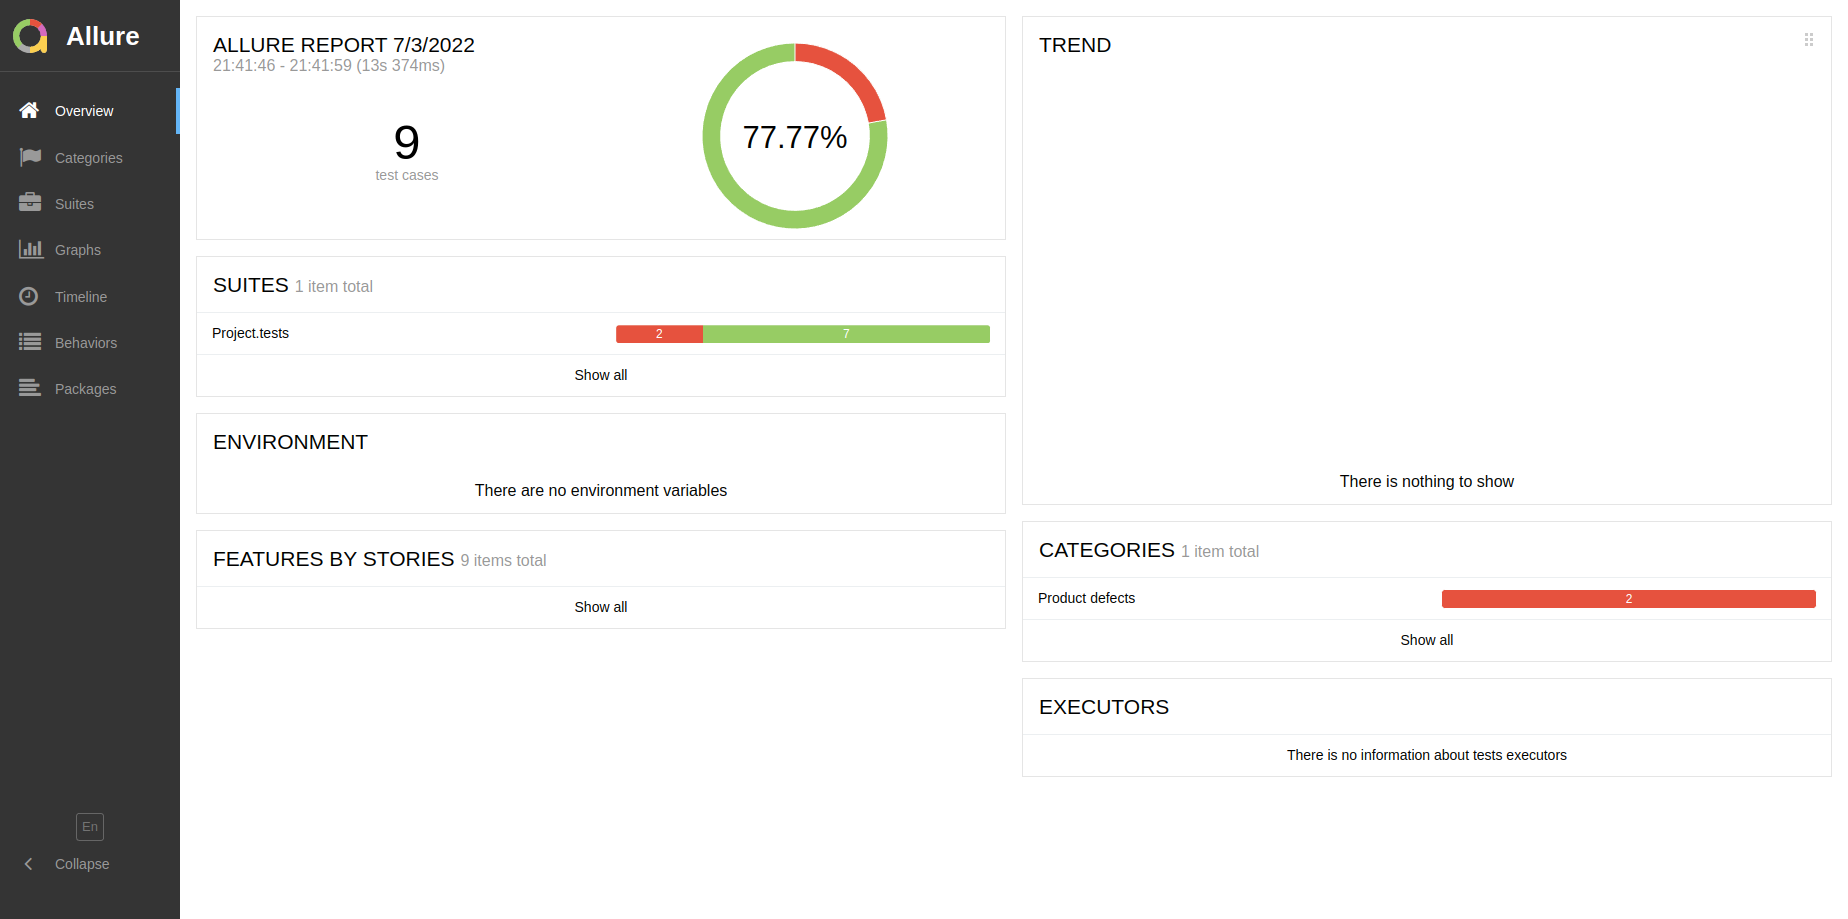 Allure
Overview
Categories
Suites
Graphs
Timeline
Behaviors
Packages
En
Collapse
ALLURE REPORT 7/3/2022
21:41:46 - 21:41:59 (13s 374ms)
9
test cases
77.77%
SUITES 1 item total
Project.tests 2 7
Show all
ENVIRONMENT
There are no environment variables
FEATURES BY STORIES 9 items total
Show all
TREND
There is nothing to show
CATEGORIES 1 item total
Product defects 2
Show all
EXECUTORS
There is no information about tests executors